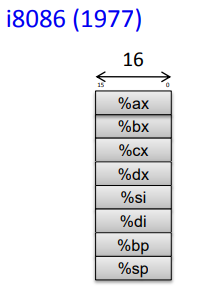 i8086 (1977)
16
15 0
%ax
%bx
%cx
%dx
%si
%di
%bp
%sp